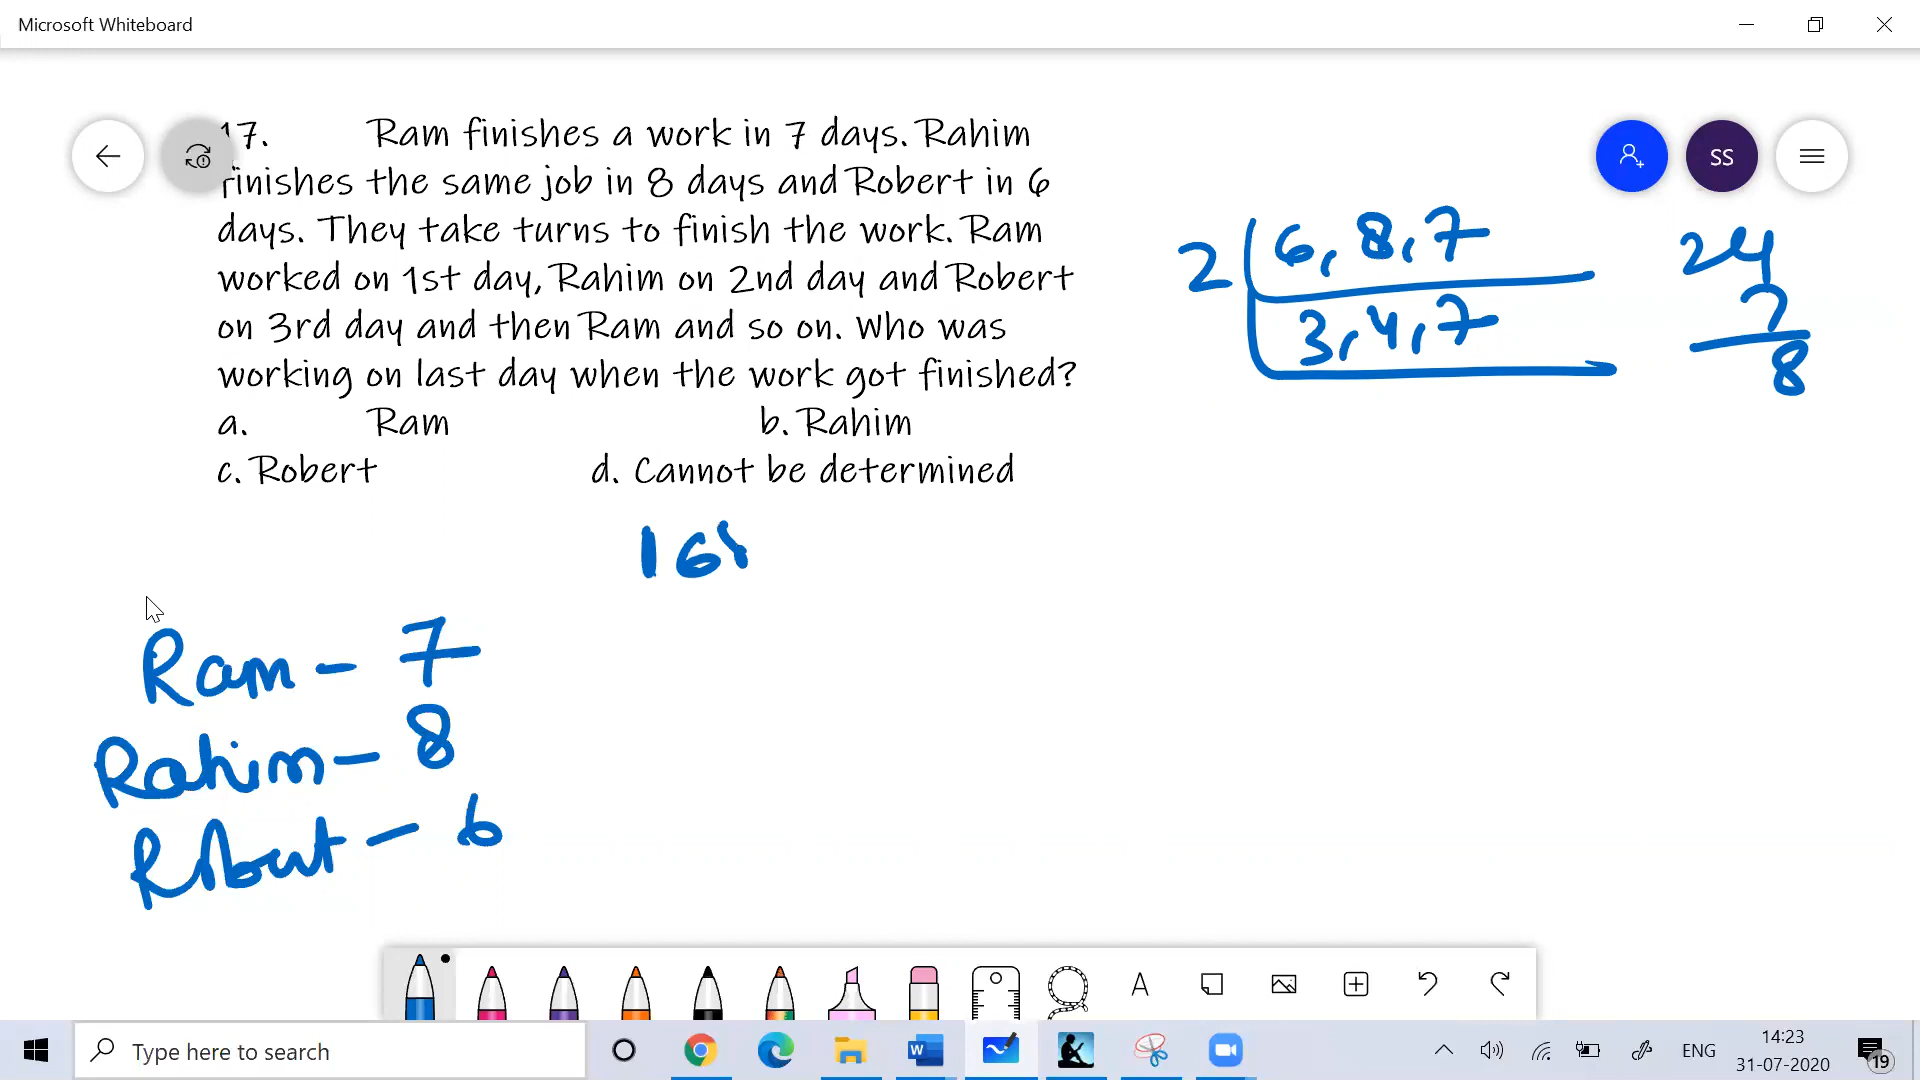 Microsoft Whiteboard
17. Ram finishes a work in 7 days. Rahim
finishes the same job in 8 days and Robert in 6
days. They take turns to finish the work. Ram
worked on 1st day, Rahim on 2nd day and Robert
on 3rd day and then Ram and so on. Who was
working on last day when the work got finished?
a. Ram b. Rahim
c. Robert d. Cannot be determined
SS
2 6, 8, 7
3, 4, 7
24
7
8
168
Ram - 7
Rahim - 8
Robert - 6
A
Type here to search
W
ENG
14:23
31-07-2020
19